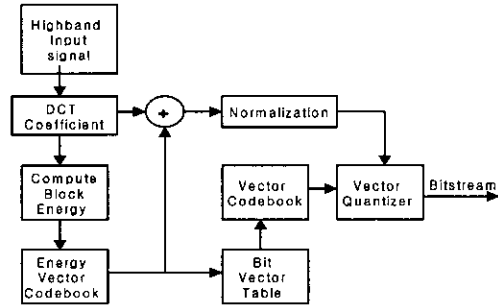 Highband
Input
signal
DCT
Coefficient
+
Normalization
Compute
Block
Energy
Vector
Codebook
Vector
Quantizer
Bitstream
Energy
Vector
Codebook
Bit
Vector
Table